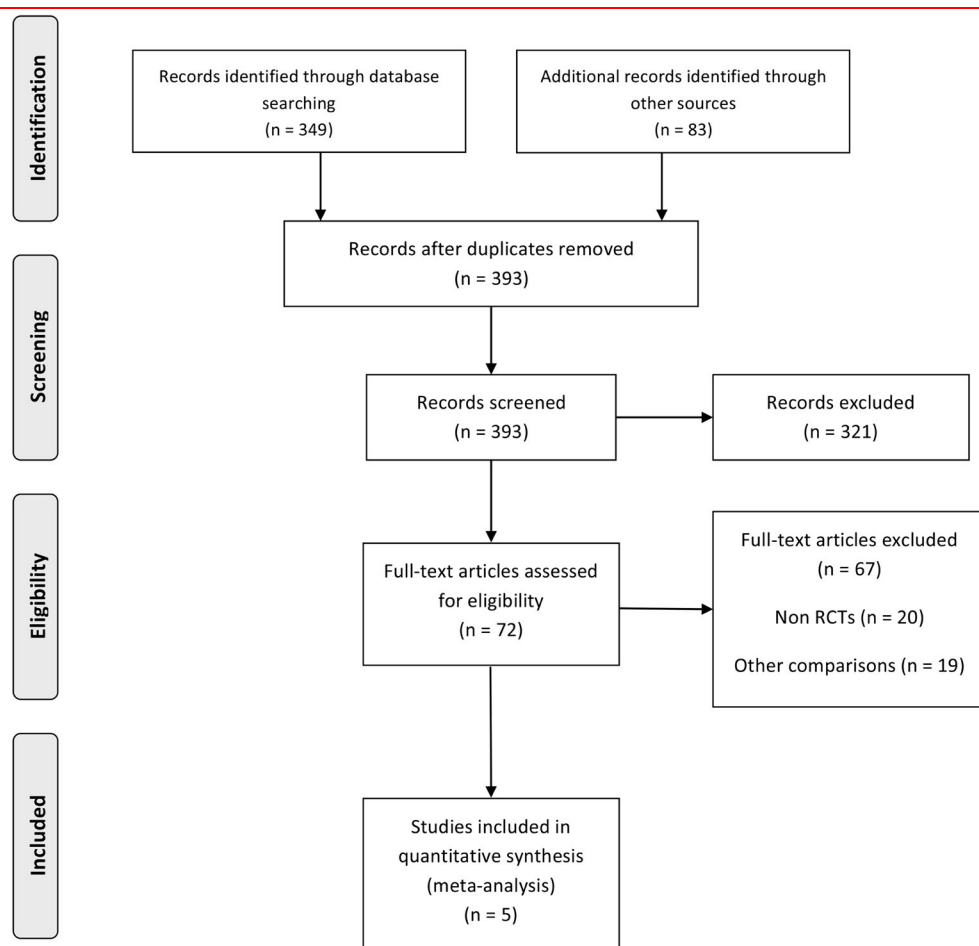 Identification
Records identified through database
searching
(n = 349)
Additional records identified through
other sources
(n = 83)
Screening
Records after duplicates removed
(n = 393)
Records screened
(n = 393)
Records excluded
(n = 321)
Eligibility
Full-text articles assessed
for eligibility
(n = 72)
Full-text articles excluded
(n = 67)
Non RCTs (n = 20)
Other comparisons (n = 19)
Included
Studies included in
quantitative synthesis
(meta-analysis)
(n = 5)